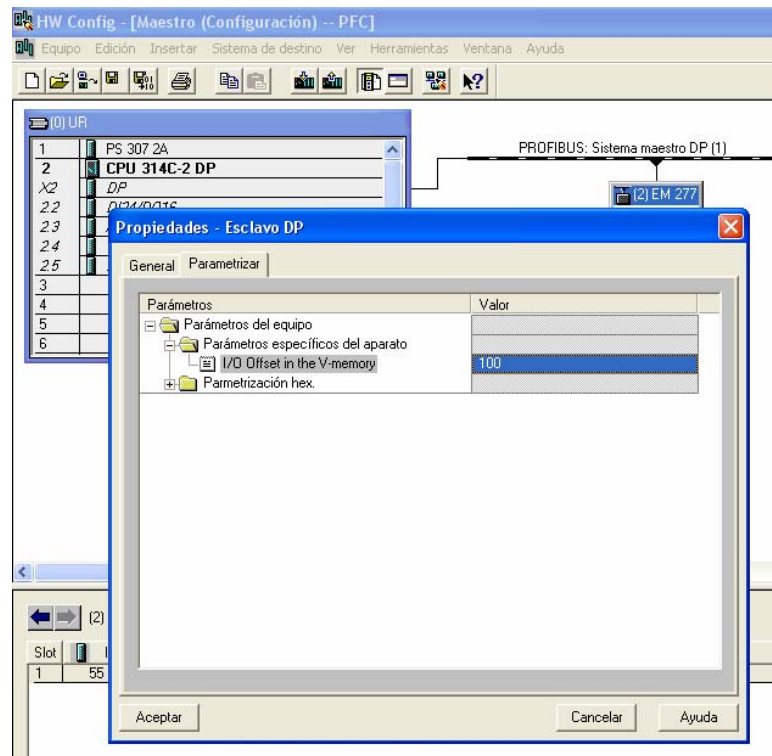 HW Config - [Maestro (Configuración) -- PFC]
Equipo Edición Insertar Sistema de destino Ver Herramientas Ventana Ayuda
(0) UR
1 PS 307 2A
2 CPU 314C-2 DP
X2 DP
2.2 DI24/DO16
2.3
2.4
2.5
3
4
5
6
PROFIBUS: Sistema maestro DP (1)
(2) EM 277
Propiedades - Esclavo DP
General Parametrizar
Parámetros Valor
Parámetros del equipo
Parámetros específicos del aparato
I/O Offset in the V-memory 100
Parmetrización hex.
(2)
Slot
1 55
Aceptar Cancelar Ayuda